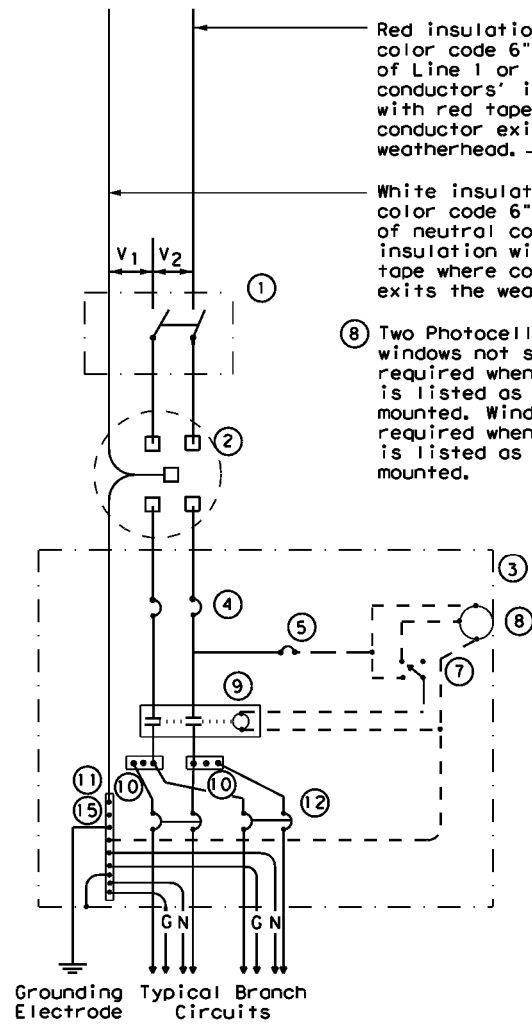 Red insulatio
color code 6"
of Line 1 or
conductors' i
with red tape
conductor exi
weatherhead.
White insulat
color code 6"
of neutral co
insulation wi
tape where co
exits the wea
V1 V2
1
8 Two Photocell
windows not s
required when
is listed as
mounted. Wind
required when
is listed as
mounted.
2
3
4
5
8
7
9
11
10
10
12
15
G N
G N
Grounding
Electrode
Typical Branch
Circuits